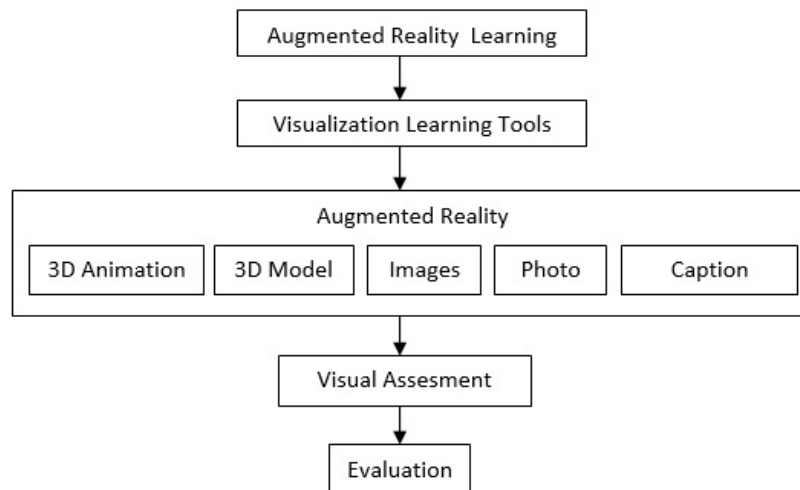 Augmented Reality Learning
Visualization Learning Tools
Augmented Reality
3D Animation
3D Model
Images
Photo
Caption
Visual Assesment
Evaluation